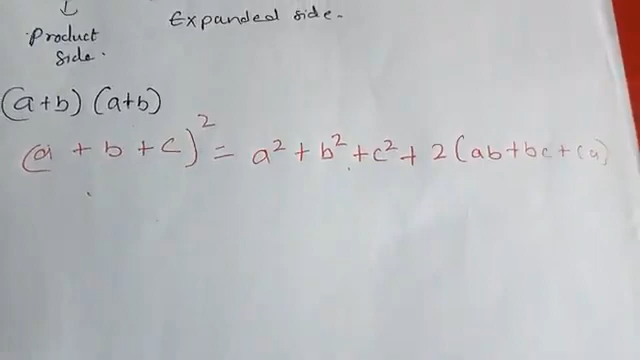 ↓ Expanded side.
Product
side.
(a+b) (a+b)
(a + b + c)² = a² + b² + c² + 2 (ab + bc + ca)